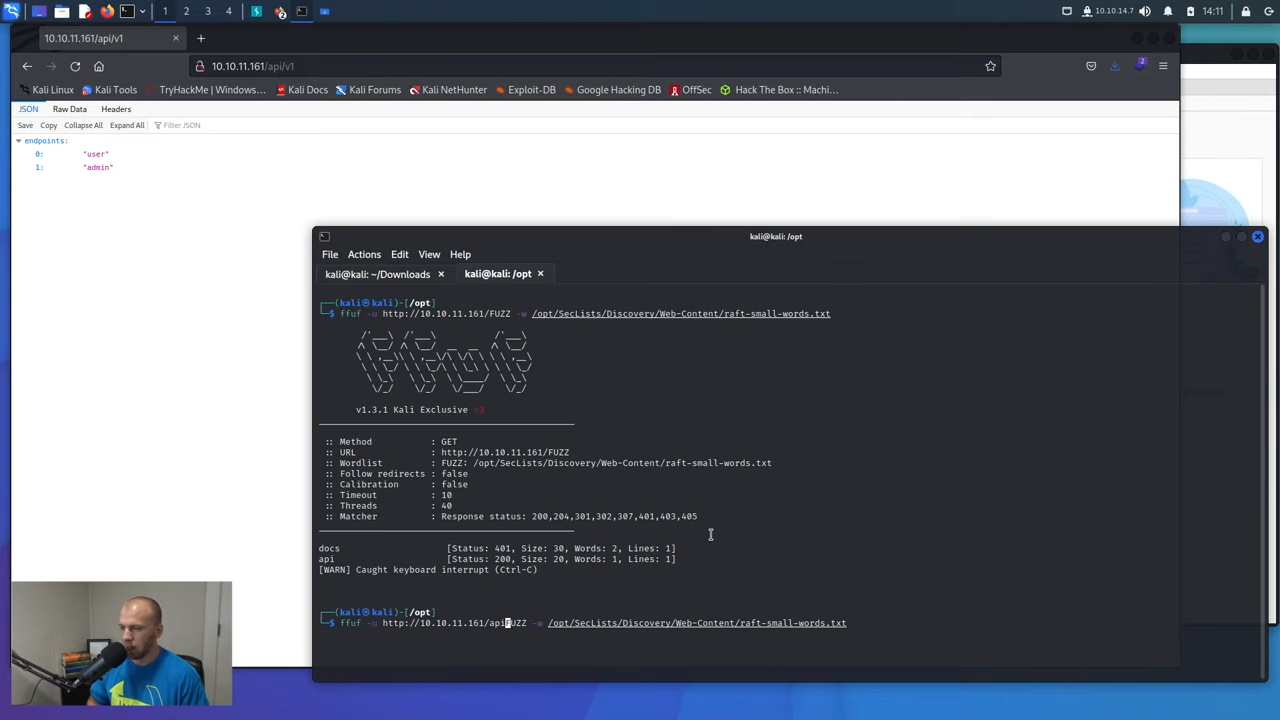 1 2 3 4 10.10.14.7 14:11
10.10.11.161/api/v1
10.10.11.161/api/v1
2
Kali Linux Kali Tools TryHackMe | Windows… Kali Docs Kali Forums Kali NetHunter Exploit-DB Google Hacking DB OffSec Hack The Box :: Machi…
JSON Raw Data Headers
Save Copy Collapse All Expand All Filter JSON
endpoints:
0: "user"
1: "admin"
kali@kali: /opt
File Actions Edit View Help
kali@kali: ~/Downloads kali@kali: /opt
┌──(kali㉿kali)-[/opt]
└─$ ffuf -u http://10.10.11.161/FUZZ -w /opt/SecLists/Discovery/Web-Content/raft-small-words.txt
v1.3.1 Kali Exclusive <3
:: Method : GET
:: URL : http://10.10.11.161/FUZZ
:: Wordlist : FUZZ: /opt/SecLists/Discovery/Web-Content/raft-small-words.txt
:: Follow redirects : false
:: Calibration : false
:: Timeout : 10
:: Threads : 40
:: Matcher : Response status: 200,204,301,302,307,401,403,405
docs [Status: 401, Size: 30, Words: 2, Lines: 1]
api [Status: 200, Size: 20, Words: 1, Lines: 1]
[WARN] Caught keyboard interrupt (Ctrl-C)
┌──(kali㉿kali)-[/opt]
└─$ ffuf -u http://10.10.11.161/apiFUZZ -w /opt/SecLists/Discovery/Web-Content/raft-small-words.txt